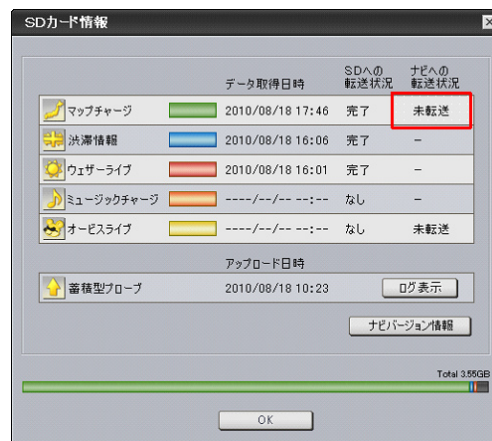 SDカード情報
データ取得日時 SDへの転送状況 ナビへの転送状況
マップチャージ 2010/08/18 17:46 完了 未転送
渋滞情報 2010/08/18 16:06 完了 –
ウェザーライブ 2010/08/18 16:01 完了 –
ミュージックチャージ ----/--/-- --:-- なし –
オービスライブ ----/--/-- --:-- なし 未転送
アップロード日時
蓄積型プローブ 2010/08/18 10:23 ログ表示
ナビバージョン情報
Total 3.55GB
OK